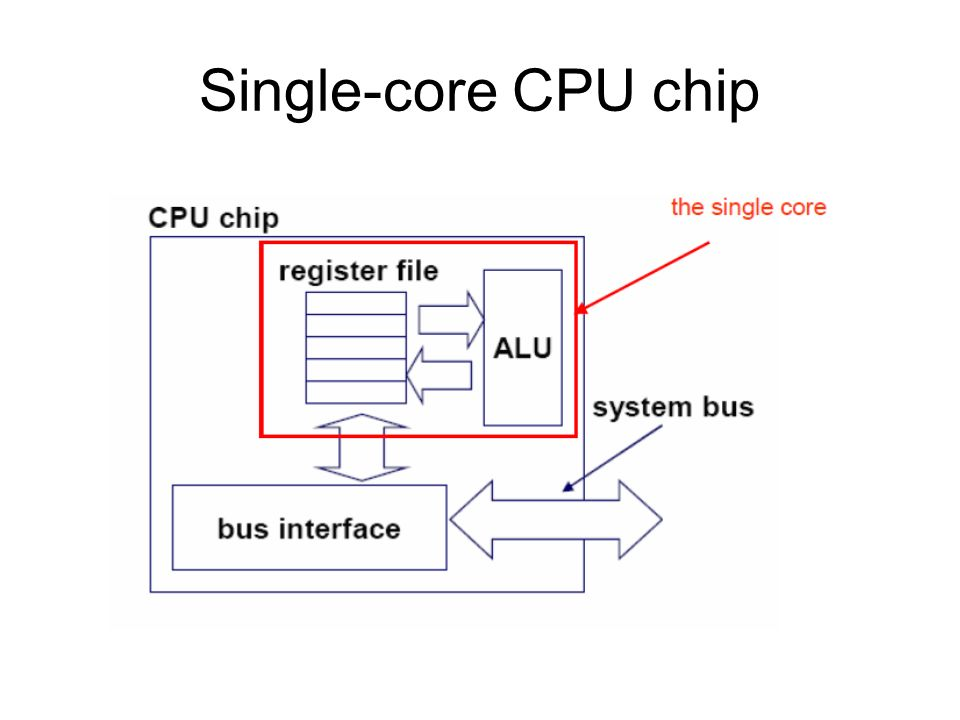 Single-core CPU chip
the single core
CPU chip
register file
ALU
system bus
bus interface